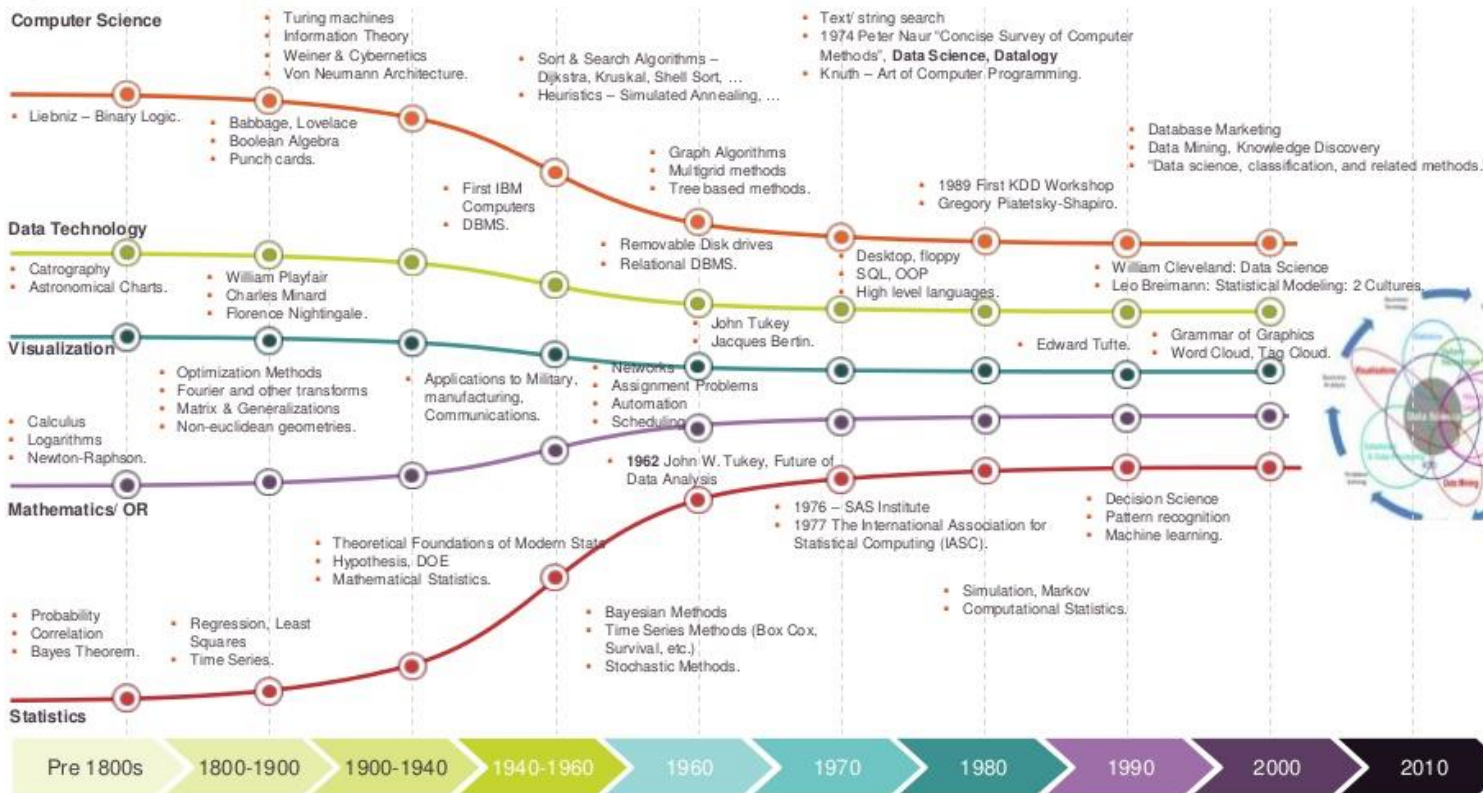 Computer Science
▪ Turing machines
▪ Information Theory
▪ Weiner & Cybernetics
▪ Von Neumann Architecture.
▪ Sort & Search Algorithms –
Dijkstra, Kruskal, Shell Sort, …
▪ Heuristics – Simulated Annealing, …
▪ Text/ string search
▪ 1974 Peter Naur “Concise Survey of Computer
Methods”, Data Science, Datalogy
▪ Knuth – Art of Computer Programming.
▪ Liebniz – Binary Logic.
▪ Babbage, Lovelace
▪ Boolean Algebra
▪ Punch cards.
▪ First IBM
Computers
▪ DBMS.
▪ Graph Algorithms
▪ Multigrid methods
▪ Tree based methods.
▪ 1989 First KDD Workshop
▪ Gregory Piatetsky-Shapiro.
▪ Database Marketing
▪ Data Mining, Knowledge Discovery
▪ “Data science, classification, and related methods.
Data Technology
▪ Catrography
▪ Astronomical Charts.
▪ William Playfair
▪ Charles Minard
▪ Florence Nightingale.
▪ Removable Disk drives
▪ Relational DBMS.
▪ Desktop, floppy
▪ SQL, OOP
▪ High level languages.
▪ William Cleveland: Data Science
▪ Leo Breimann: Statistical Modeling: 2 Cultures.
Visualization
▪ John Tukey
▪ Jacques Bertin.
▪ Edward Tufte.
▪ Grammar of Graphics
▪ Word Cloud, Tag Cloud.
▪ Calculus
▪ Logarithms
▪ Newton-Raphson.
▪ Optimization Methods
▪ Fourier and other transforms
▪ Matrix & Generalizations
▪ Non-euclidean geometries.
▪ Applications to Military,
manufacturing,
Communications.
▪ Networks
▪ Assignment Problems
▪ Automation
▪ Scheduling
Mathematics/ OR
▪ 1962 John W. Tukey, Future of
Data Analysis
▪ Theoretical Foundations of Modern Stats
▪ Hypothesis, DOE
▪ Mathematical Statistics.
▪ 1976 – SAS Institute
▪ 1977 The International Association for
Statistical Computing (IASC).
▪ Decision Science
▪ Pattern recognition
▪ Machine learning.
▪ Probability
▪ Correlation
▪ Bayes Theorem.
▪ Regression, Least
Squares
▪ Time Series.
▪ Bayesian Methods
▪ Time Series Methods (Box Cox,
Survival, etc.)
▪ Stochastic Methods.
▪ Simulation, Markov
▪ Computational Statistics.
Statistics
Data Mining
Pre 1800s
1800-1900
1900-1940
1940-1960
1960
1970
1980
1990
2000
2010